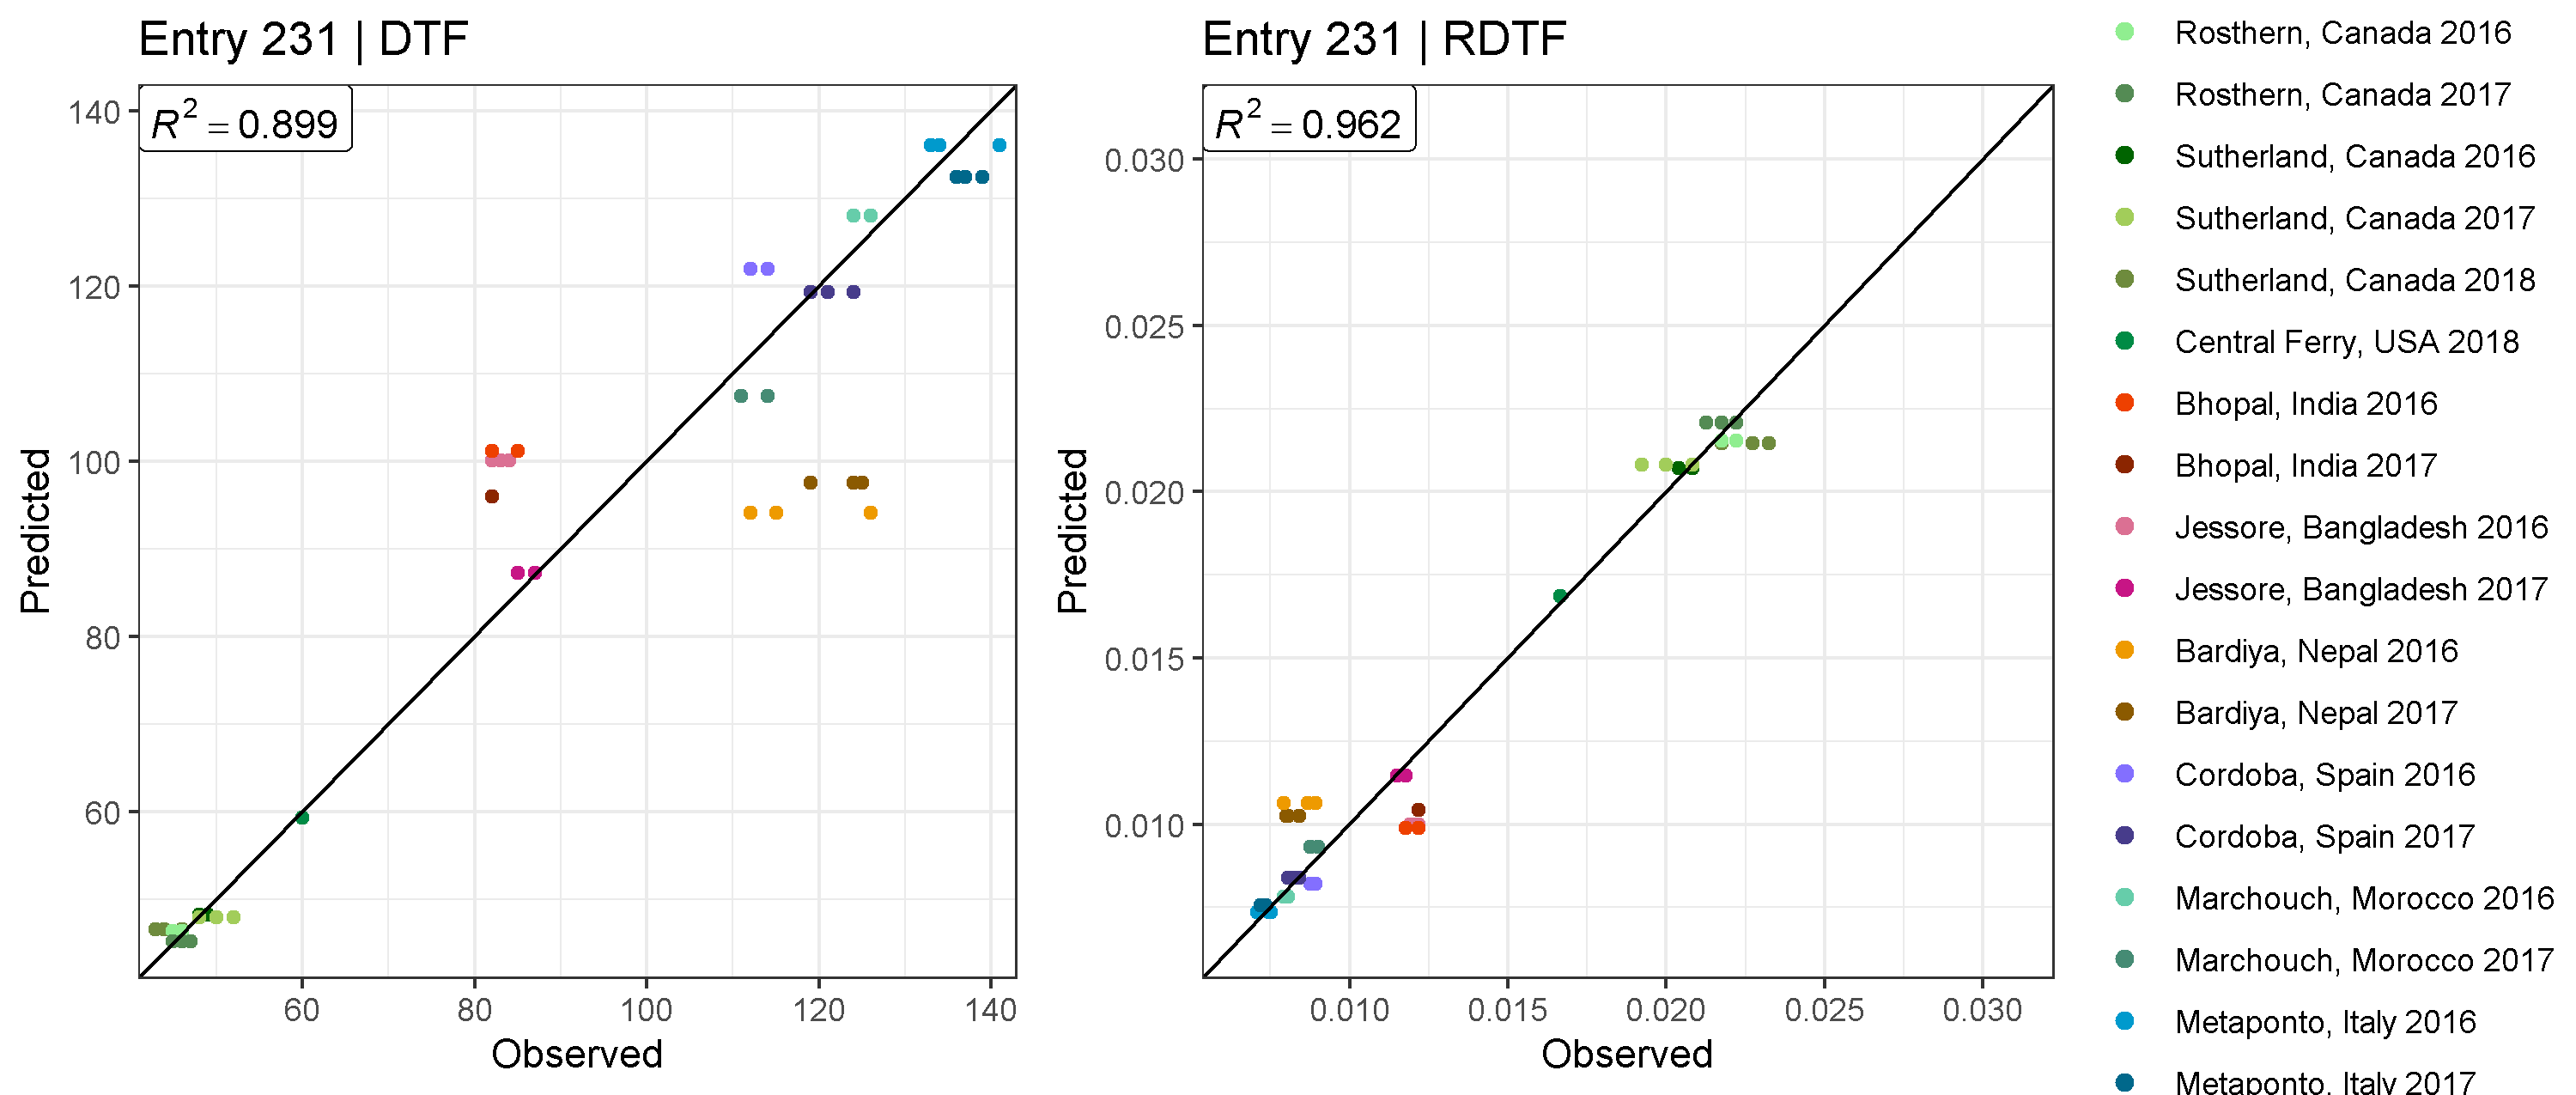 Entry 231 | DTF
R² = 0.899
140
120
100
80
60
Predicted
60 80 100 120 140
Observed
Entry 231 | RDTF
R² = 0.962
0.030
0.025
0.020
0.015
0.010
Predicted
0.010 0.015 0.020 0.025 0.030
Observed
Rosthern, Canada 2016
Rosthern, Canada 2017
Sutherland, Canada 2016
Sutherland, Canada 2017
Sutherland, Canada 2018
Central Ferry, USA 2018
Bhopal, India 2016
Bhopal, India 2017
Jessore, Bangladesh 2016
Jessore, Bangladesh 2017
Bardiya, Nepal 2016
Bardiya, Nepal 2017
Cordoba, Spain 2016
Cordoba, Spain 2017
Marchouch, Morocco 2016
Marchouch, Morocco 2017
Metaponto, Italy 2016
Metaponto, Italy 2017